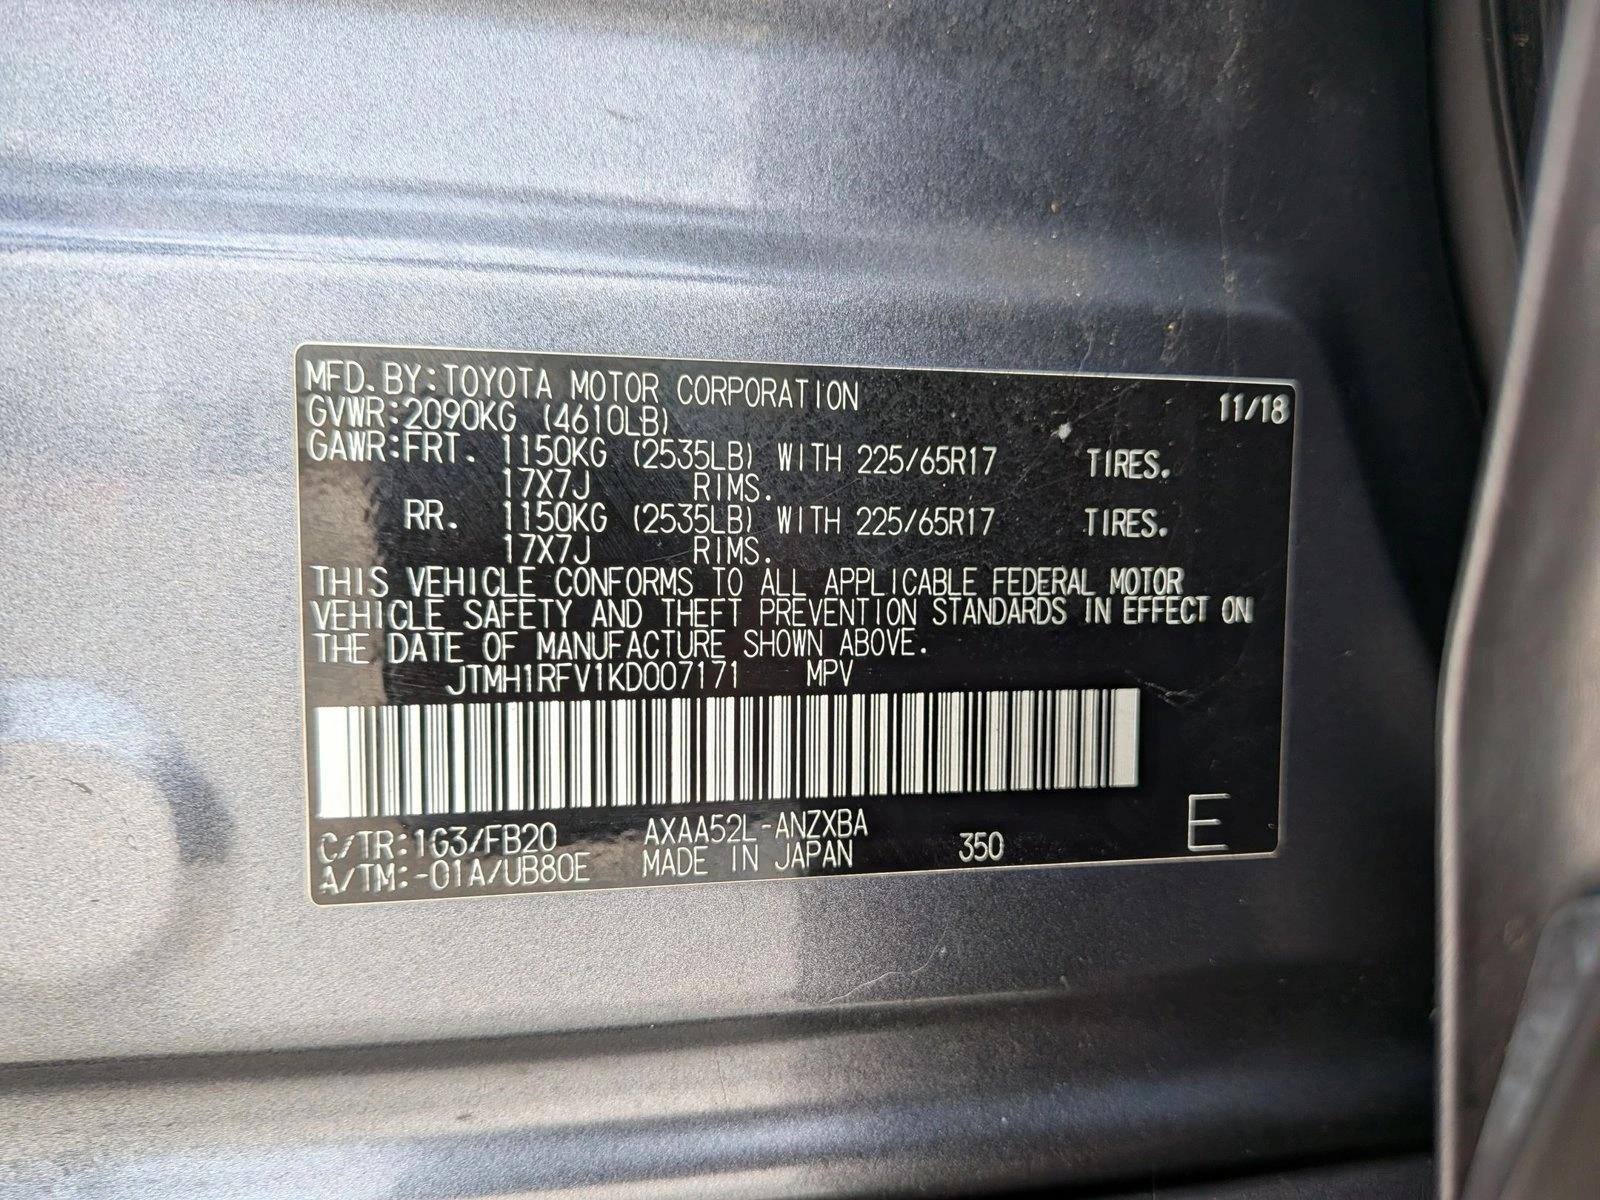 MFD. BY: TOYOTA MOTOR CORPORATION 11/18
GVWR: 2090KG (4610LB)
GAWR: FRT. 1150KG (2535LB) WITH 225/65R17 TIRES.
17X7J RIMS.
RR. 1150KG (2535LB) WITH 225/65R17 TIRES.
17X7J RIMS.
THIS VEHICLE CONFORMS TO ALL APPLICABLE FEDERAL MOTOR
VEHICLE SAFETY AND THEFT PREVENTION STANDARDS IN EFFECT ON
THE DATE OF MANUFACTURE SHOWN ABOVE.
JTMH1RFV1KD007171 MPV
C/TR: 1G3/FB20 AXAA52L-ANZXBA
A/TM: -01A/UB80E MADE IN JAPAN 350 E